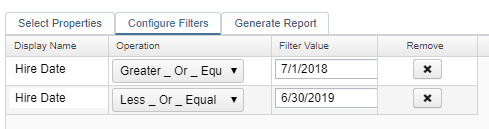 Select Properties Configure Filters Generate Report
Display Name Operation Filter Value Remove
Hire Date Greater _ Or _ Equ 7/1/2018
Hire Date Less _ Or _ Equal 6/30/2019